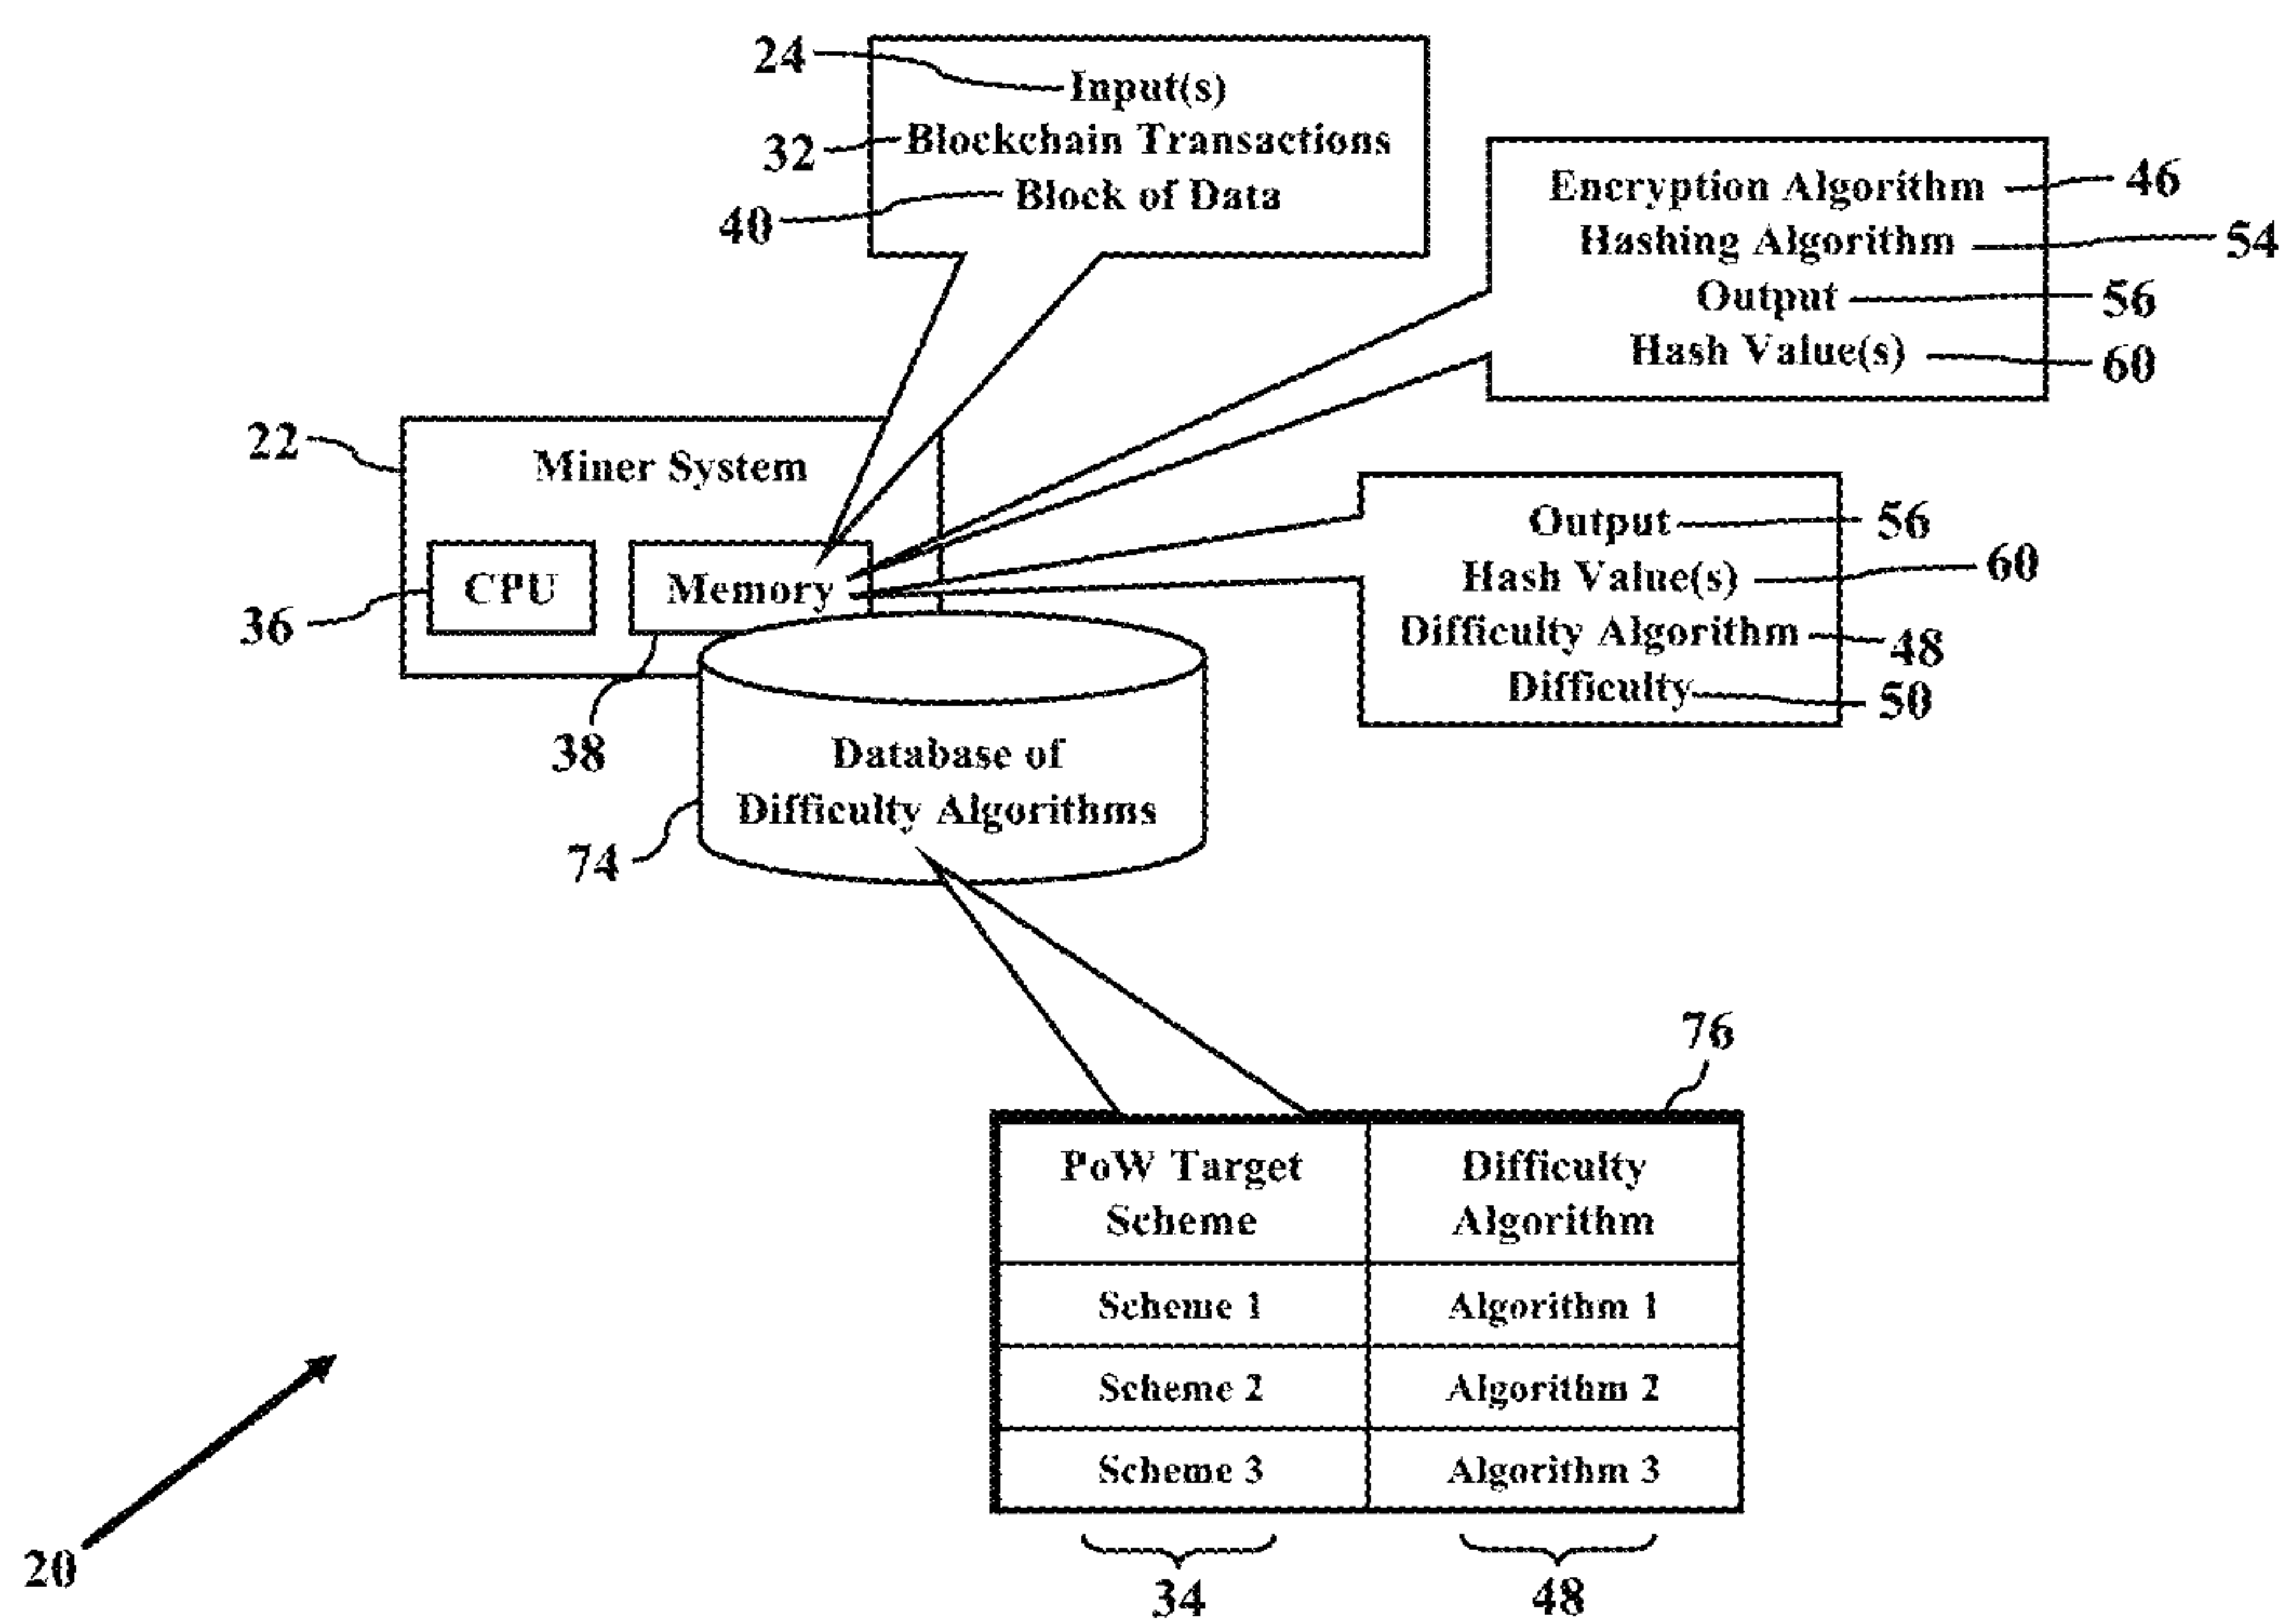 24
Input(s)
32
Blockchain Transactions
40
Block of Data
Encryption Algorithm
46
Hashing Algorithm
54
Output
56
Hash Value(s)
60
22
Miner System
36
CPU
Memory
38
Output
56
Hash Value(s)
60
Difficulty Algorithm
48
Difficulty
50
Database of
Difficulty Algorithms
74
76
PoW Target
Scheme
Difficulty
Algorithm
Scheme 1
Algorithm 1
Scheme 2
Algorithm 2
Scheme 3
Algorithm 3
34
48
20